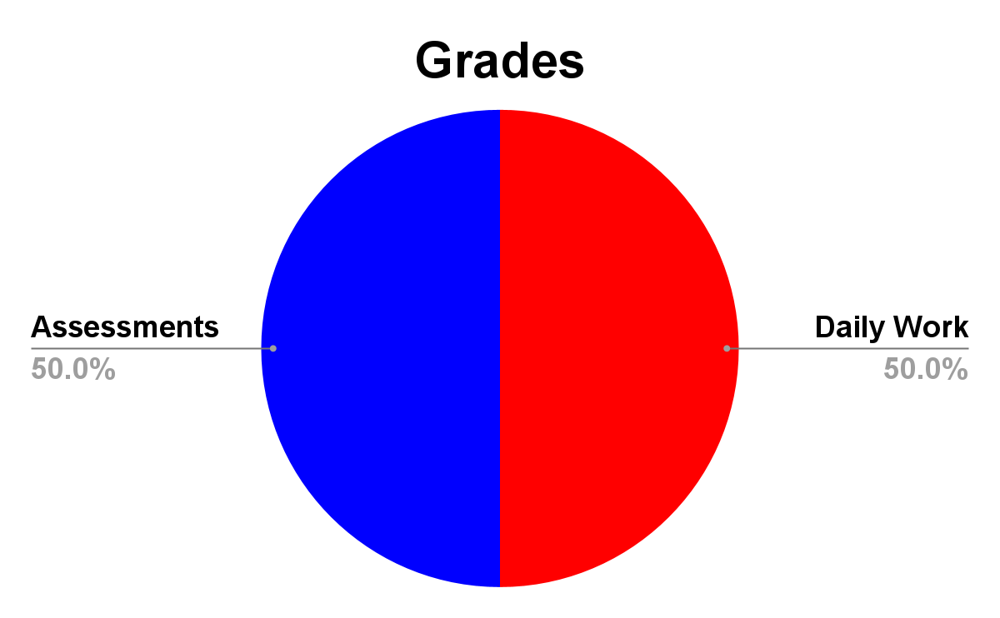 Grades
Assessments
50.0%
Daily Work
50.0%